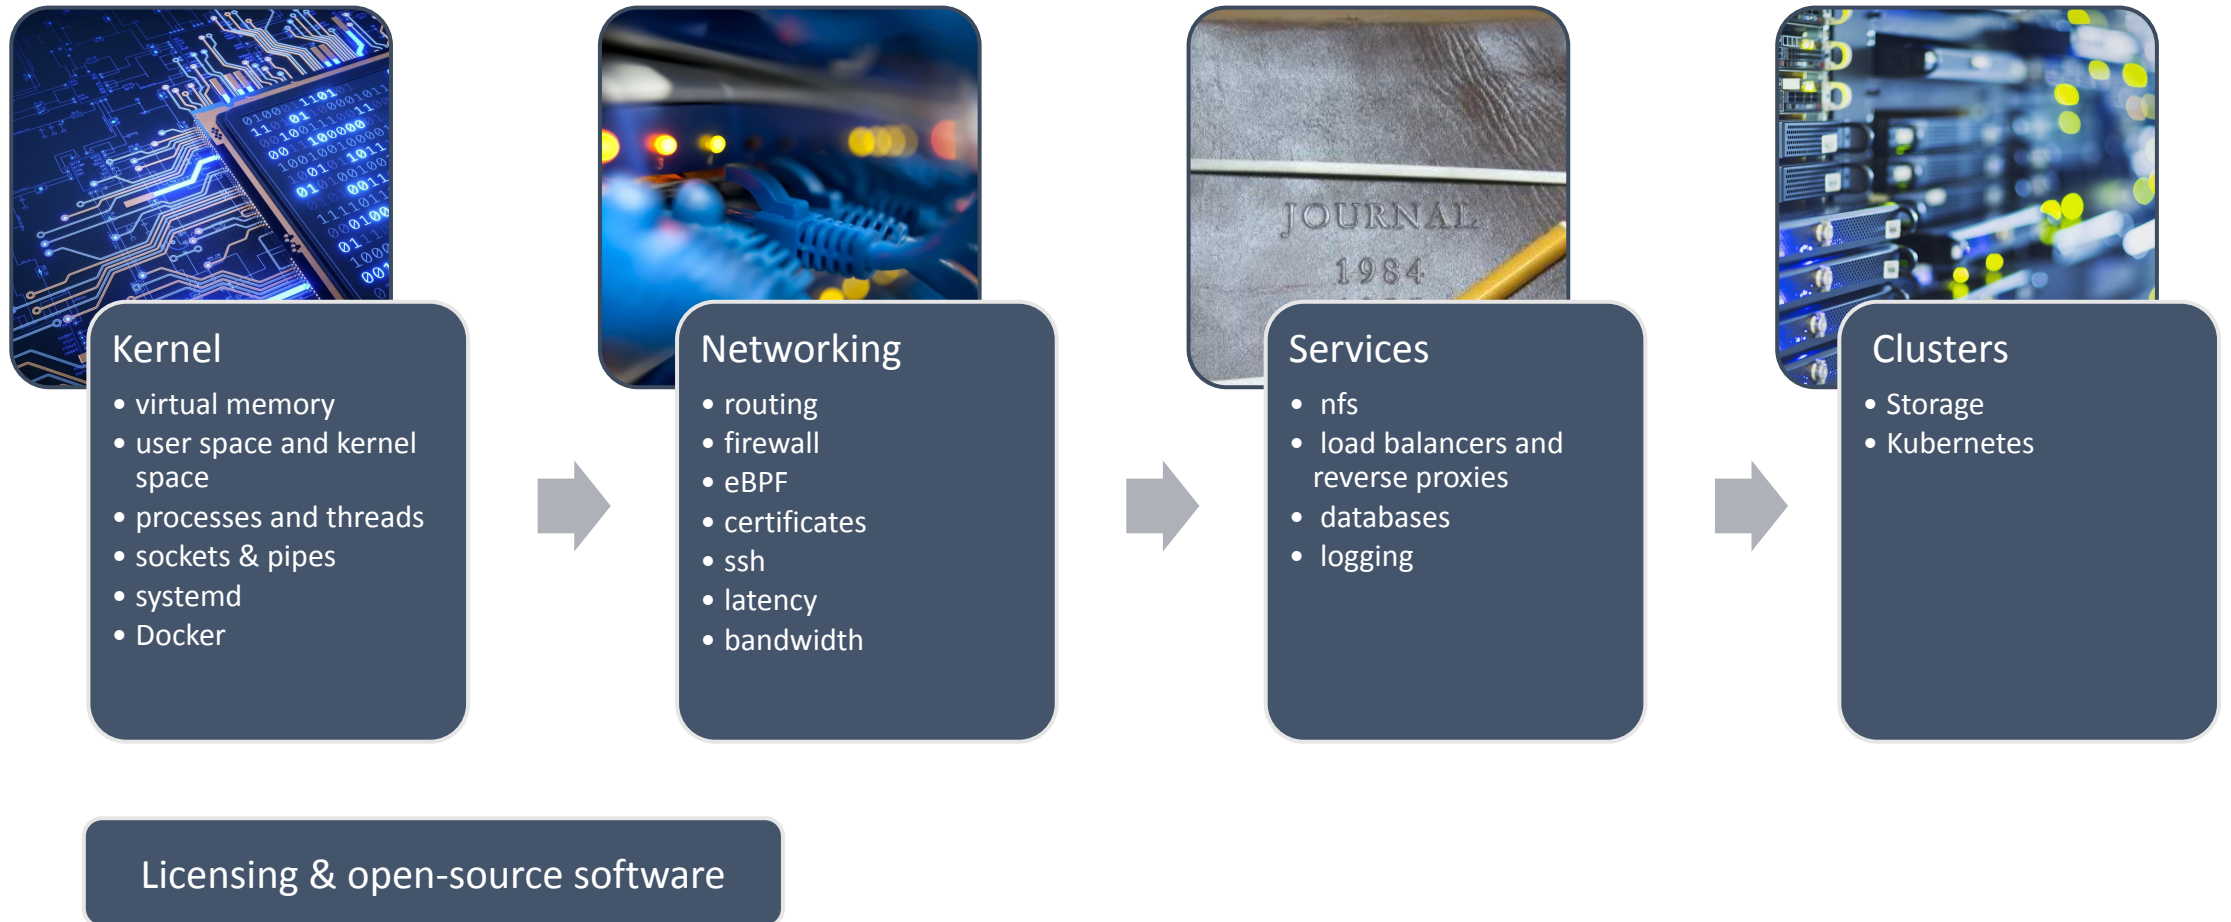 JOURNAL
1984
Kernel
• virtual memory
• user space and kernel
space
• processes and threads
• sockets & pipes
• systemd
• Docker
Networking
• routing
• firewall
• eBPF
• certificates
• ssh
• latency
• bandwidth
Services
• nfs
• load balancers and
reverse proxies
• databases
• logging
Clusters
• Storage
• Kubernetes
Licensing & open-source software